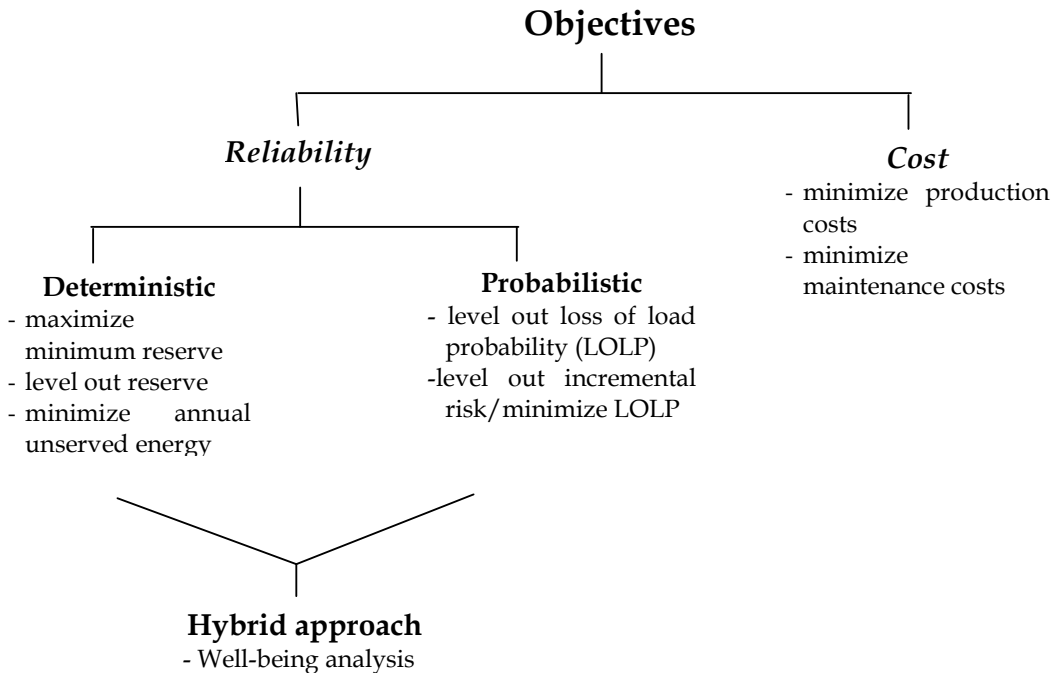 Objectives
Reliability
Cost
- minimize production
costs
- minimize
maintenance costs
Deterministic
- maximize
minimum reserve
- level out reserve
- minimize annual
unserved energy
Probabilistic
- level out loss of load
probability (LOLP)
-level out incremental
risk/minimize LOLP
Hybrid approach
- Well-being analysis